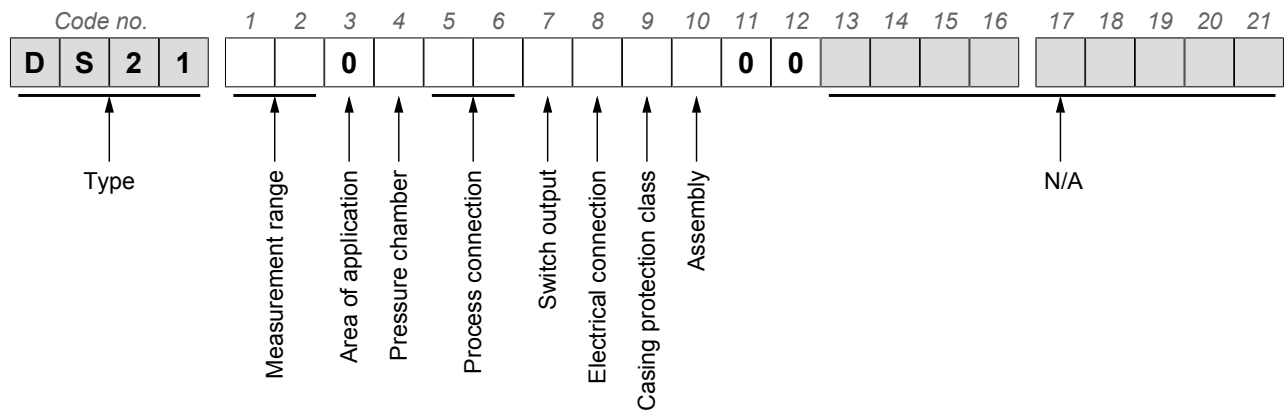 Code no. 1 2 3 4 5 6 7 8 9 10 11 12 13 14 15 16 17 18 19 20 21
D S 2 1 0 0 0
Type
Measurement range
Area of application
Pressure chamber
Process connection
Switch output
Electrical connection
Casing protection class
Assembly
N/A